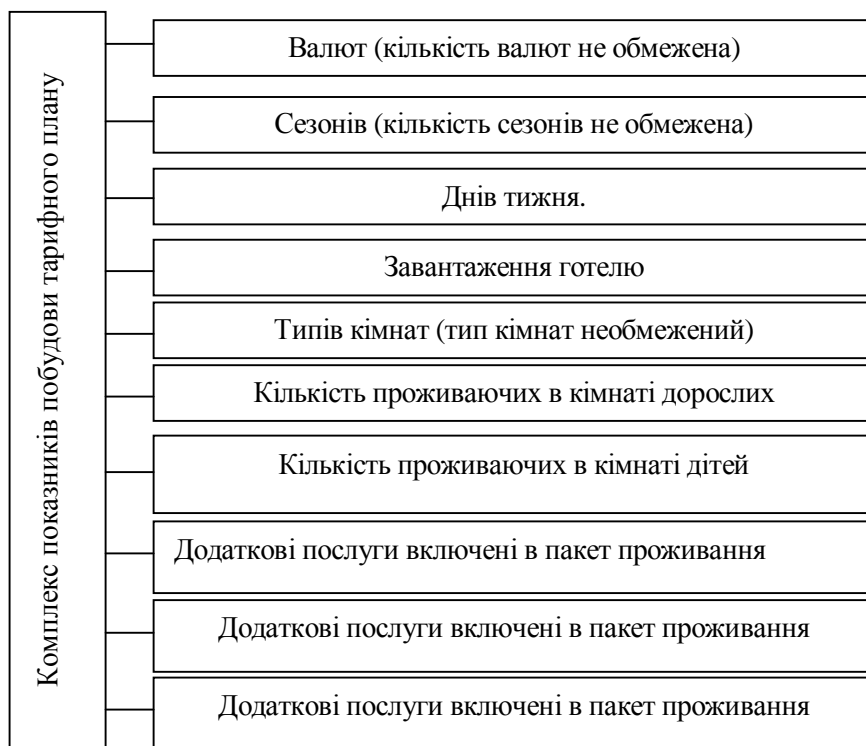 Комплекс показників побудови тарифного плану
Валют (кількість валют не обмежена)
Сезонів (кількість сезонів не обмежена)
Днів тижня.
Завантаження готелю
Типів кімнат (тип кімнат необмежений)
Кількість проживаючих в кімнаті дорослих
Кількість проживаючих в кімнаті дітей
Додаткові послуги включені в пакет проживання
Додаткові послуги включені в пакет проживання
Додаткові послуги включені в пакет проживання